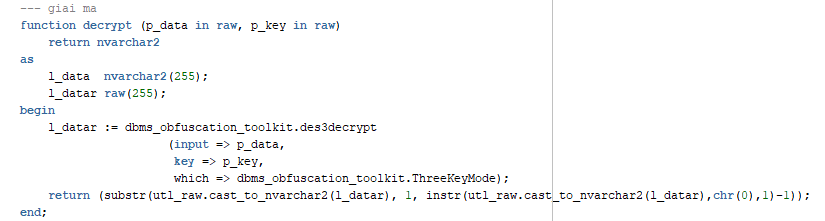 --- giai ma
function decrypt (p_data in raw, p_key in raw)
return nvarchar2
as
l_data nvarchar2(255);
l_datar raw(255);
begin
l_datar := dbms_obfuscation_toolkit.des3decrypt
(input => p_data,
key => p_key,
which => dbms_obfuscation_toolkit.ThreeKeyMode);
return (substr(utl_raw.cast_to_nvarchar2(l_datar), 1, instr(utl_raw.cast_to_nvarchar2(l_datar),chr(0),1)-1));
end;